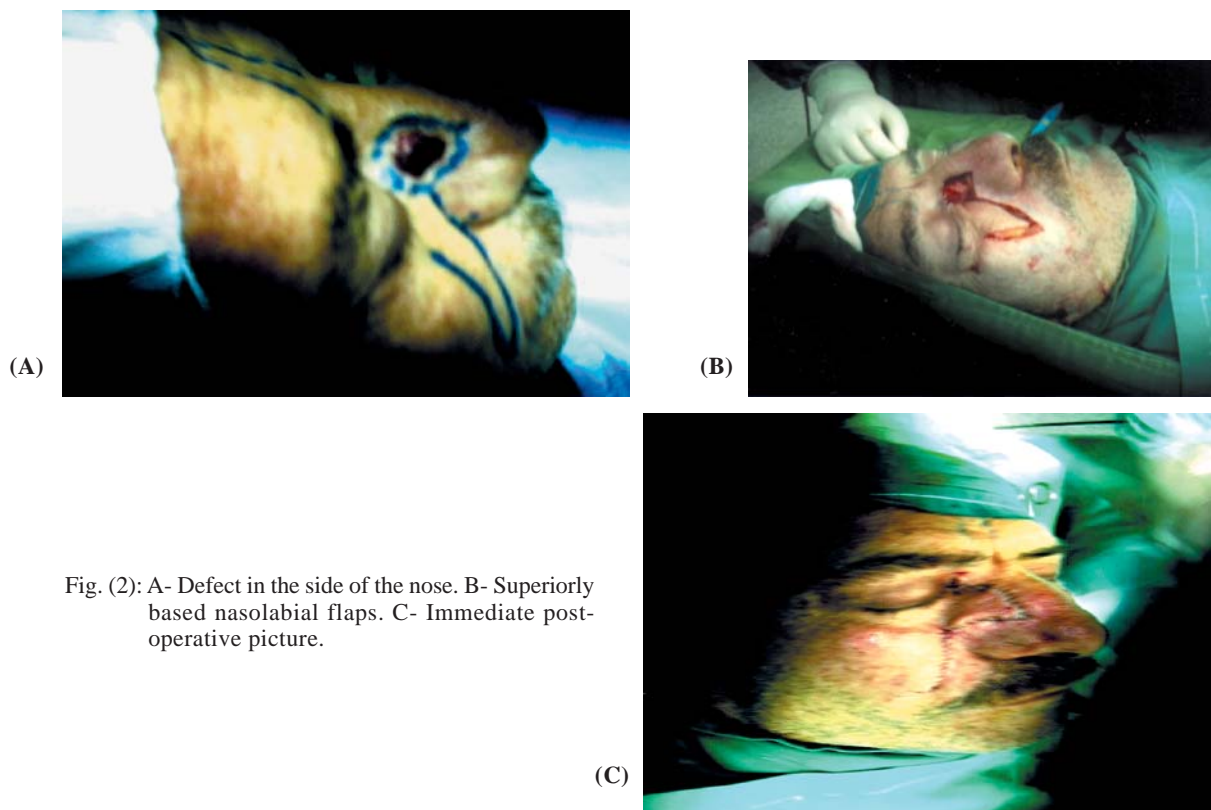 (A)
(B)
Fig. (2): A- Defect in the side of the nose. B- Superiorly
based nasolabial flaps. C- Immediate post-
operative picture.
(C)